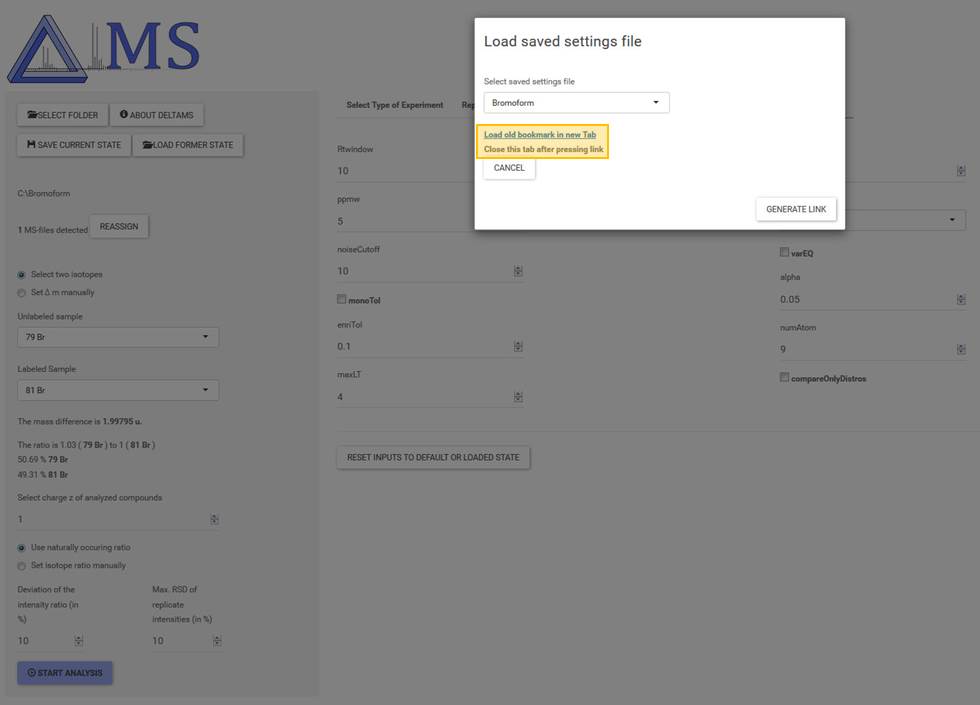 MS
SELECT FOLDER
ABOUT DELTAMS
SAVE CURRENT STATE
LOAD FORMER STATE
C:\Bromoform
1 MS-files detected
REASSIGN
Select two isotopes
Set Δ m manually
Unlabeled sample
79 Br
Labeled Sample
81 Br
The mass difference is 1.99795 u.
The ratio is 1.03 ( 79 Br ) to 1 ( 81 Br )
50.69 % 79 Br
49.31 % 81 Br
Select charge z of analyzed compounds
1
Use naturally occuring ratio
Set isotope ratio manually
Deviation of the
intensity ratio (in
%)
10
Max. RSD of
replicate
intensities (in %)
10
START ANALYSIS
Select Type of Experiment
Rtwindow
10
ppmw
5
noiseCutoff
10
monoTol
enriTol
0.1
maxLT
4
RESET INPUTS TO DEFAULT OR LOADED STATE
Load saved settings file
Select saved settings file
Bromoform
Load old bookmark in new Tab
Close this tab after pressing link
CANCEL
GENERATE LINK
varEQ
alpha
0.05
numAtom
9
compareOnlyDistros